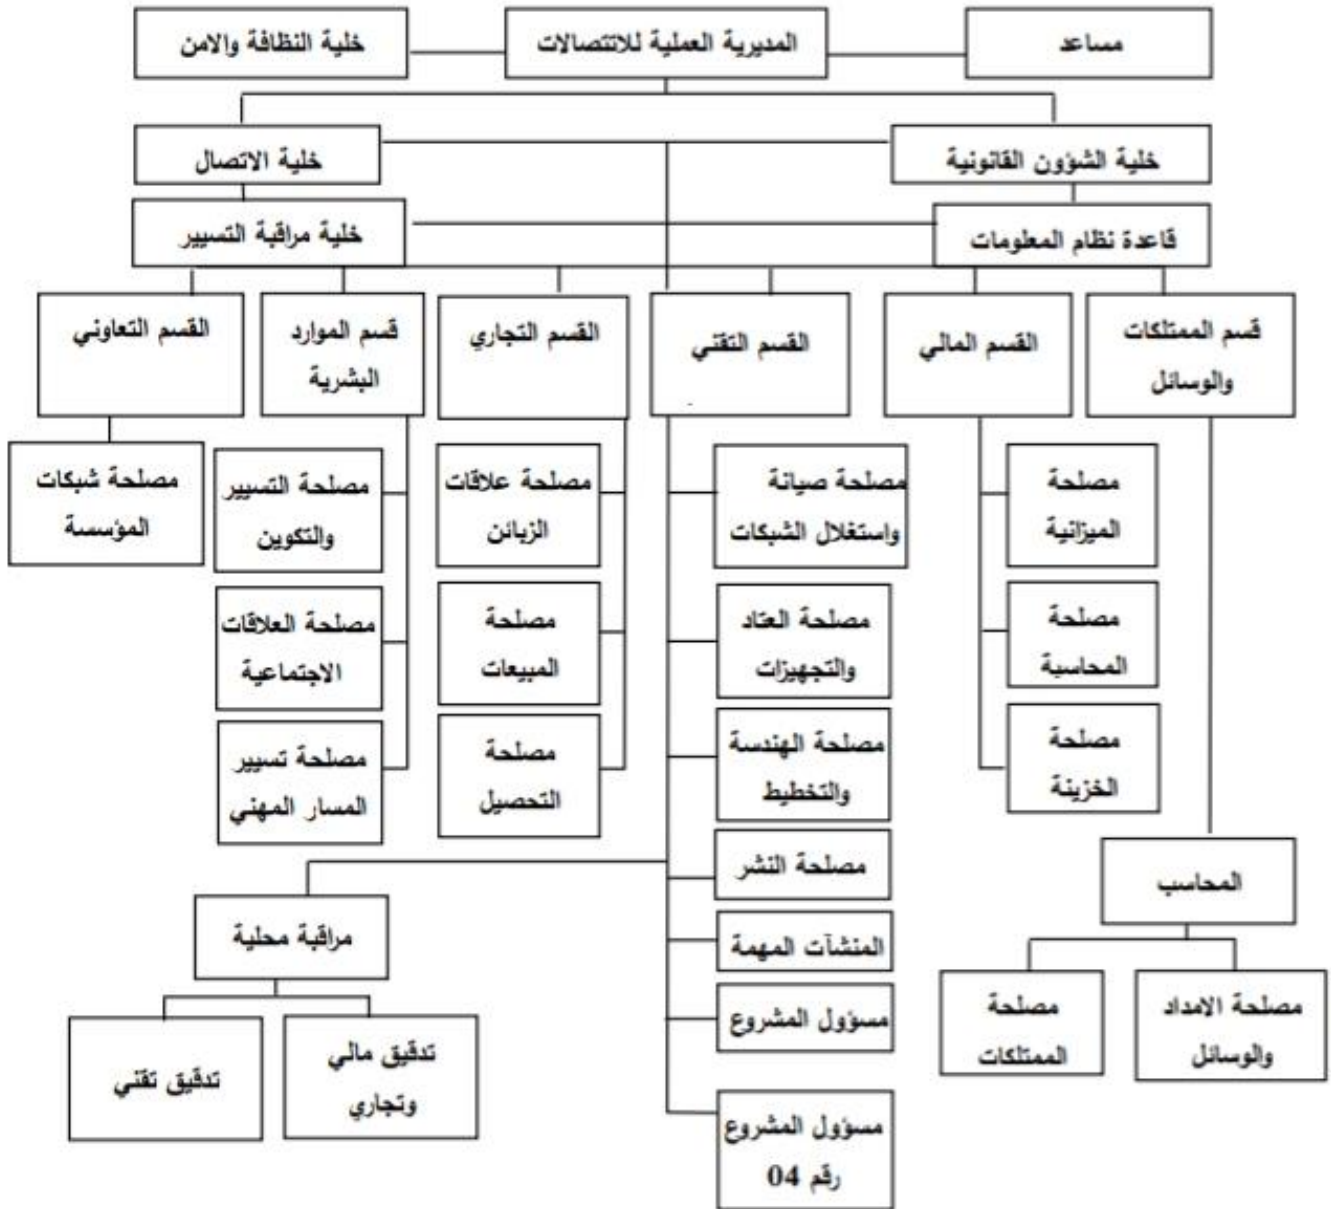 مساعد
المديرية العملية للاتتصالات
خلية النظافة والامن
خلية الشؤون القانونية
خلية الاتصال
قاعدة نظام المعلومات
خلية مراقبة التسيير
قسم الممتلكات
والوسائل
القسم المالي
القسم التقني
القسم التجاري
قسم الموارد
البشرية
القسم التعاوني
مصلحة
الميزانية
مصلحة صيانة
واستغلال الشبكات
مصلحة علاقات
الزبائن
مصلحة التسيير
والتكوين
مصلحة شبكات
المؤسسة
مصلحة
المحاسبة
مصلحة العتاد
والتجهيزات
مصلحة
المبيعات
مصلحة العلاقات
الاجتماعية
مصلحة
الخزينة
مصلحة الهندسة
والتخطيط
مصلحة
التحصيل
مصلحة تسيير
المسار المهني
المحاسب
مصلحة النشر
مراقبة محلية
المنشآت المهمة
مصلحة الامداد
والوسائل
مصلحة
الممتلكات
مسؤول المشروع
تدقيق مالي
وتجاري
تدقيق تقني
مسؤول المشروع
رقم 04